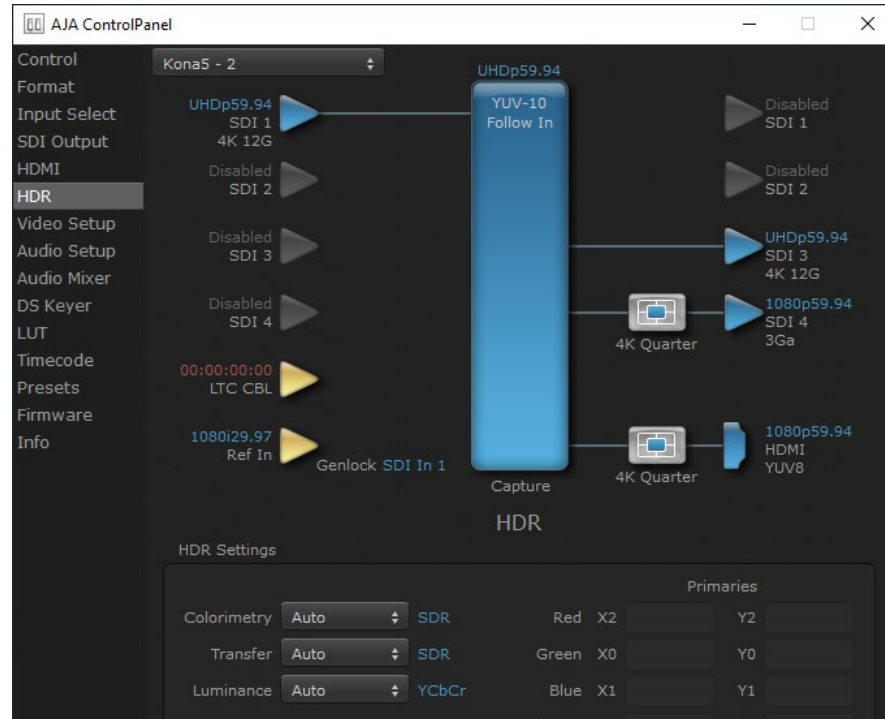 AJA ControlPanel
Control
Format
Input Select
SDI Output
HDMI
HDR
Video Setup
Audio Setup
Audio Mixer
DS Keyer
LUT
Timecode
Presets
Firmware
Info
Kona5 - 2
UHDp59.94
SDI 1
4K 12G
Disabled
SDI 2
Disabled
SDI 3
Disabled
SDI 4
00:00:00:00
LTC CBL
1080i29.97
Ref In
Genlock SDI In 1
UHDp59.94
YUV-10
Follow In
Capture
Disabled
SDI 1
Disabled
SDI 2
UHDp59.94
SDI 3
4K 12G
4K Quarter
1080p59.94
SDI 4
3Ga
4K Quarter
1080p59.94
HDMI
YUV8
HDR
HDR Settings
Primaries
Colorimetry Auto SDR Red X2 Y2
Transfer Auto SDR Green X0 Y0
Luminance Auto YCbCr Blue X1 Y1